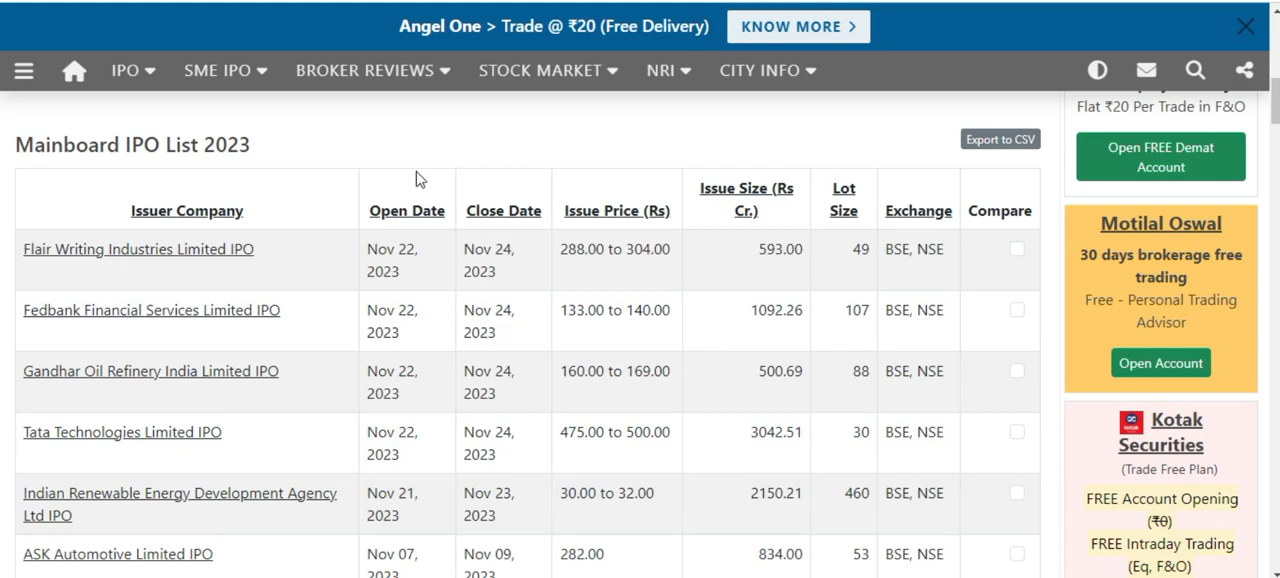 Angel One > Trade @ ₹20 (Free Delivery) KNOW MORE >
IPO SME IPO BROKER REVIEWS STOCK MARKET NRI CITY INFO
Mainboard IPO List 2023
Export to CSV
Issuer Company Open Date Close Date Issue Price (Rs) Issue Size (Rs Cr.) Lot Size Exchange Compare
Flair Writing Industries Limited IPO Nov 22, 2023 Nov 24, 2023 288.00 to 304.00 593.00 49 BSE, NSE
Fedbank Financial Services Limited IPO Nov 22, 2023 Nov 24, 2023 133.00 to 140.00 1092.26 107 BSE, NSE
Gandhar Oil Refinery India Limited IPO Nov 22, 2023 Nov 24, 2023 160.00 to 169.00 500.69 88 BSE, NSE
Tata Technologies Limited IPO Nov 22, 2023 Nov 24, 2023 475.00 to 500.00 3042.51 30 BSE, NSE
Indian Renewable Energy Development Agency Ltd IPO Nov 21, 2023 Nov 23, 2023 30.00 to 32.00 2150.21 460 BSE, NSE
ASK Automotive Limited IPO Nov 07, 2023 Nov 09, 2023 282.00 834.00 53 BSE, NSE
Flat ₹20 Per Trade in F&O
Open FREE Demat
Account
Motilal Oswal
30 days brokerage free
trading
Free - Personal Trading
Advisor
Open Account
kotak
Kotak
Securities
(Trade Free Plan)
FREE Account Opening
(₹0)
FREE Intraday Trading
(Eq, F&O)